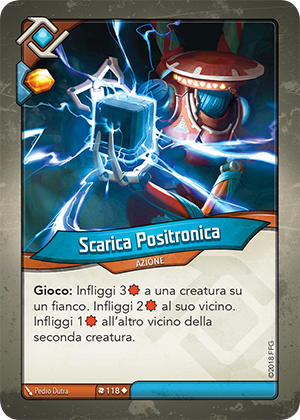 Scarica Positronica
AZIONE
Gioco: Infliggi 3 a una creatura su
un fianco. Infliggi 2 al suo vicino.
Infliggi 1 all'altro vicino della
seconda creatura.
©2018 FFG
Pedro Dutra
118